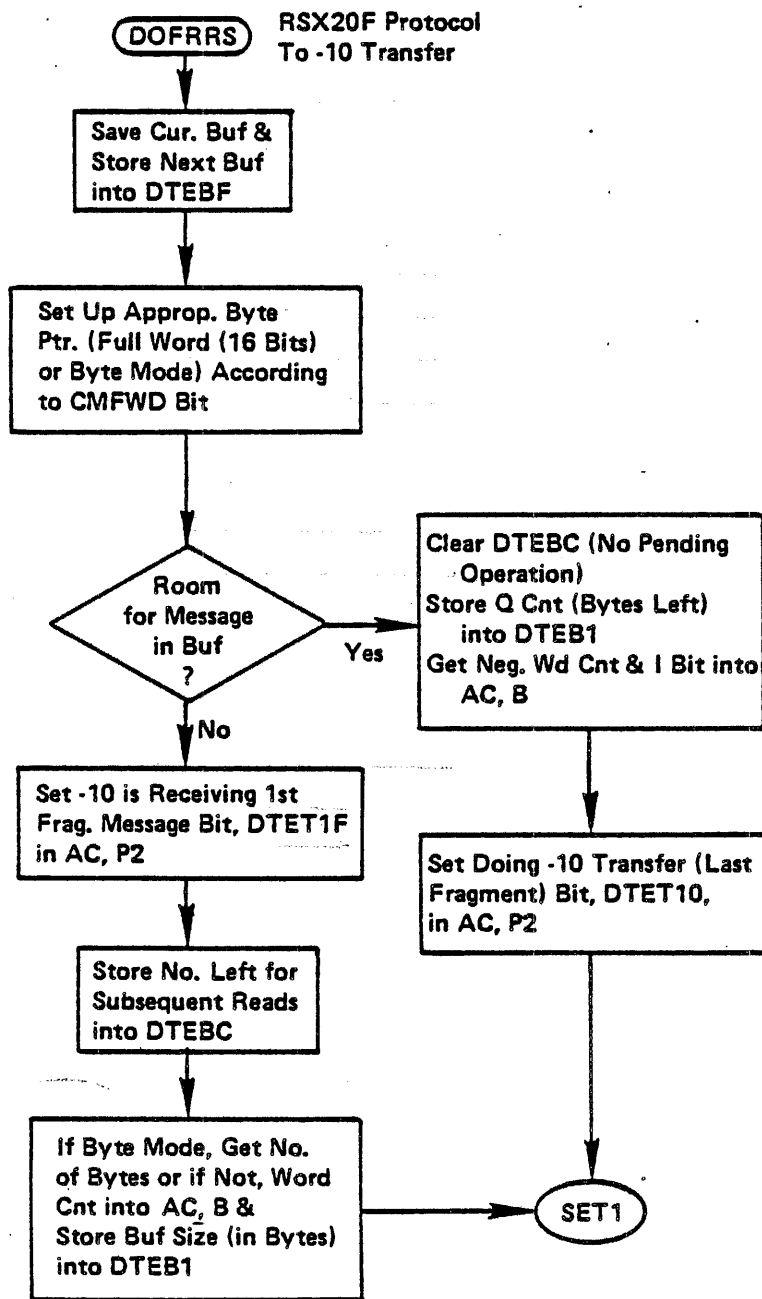 DOFRRS
RSX20F Protocol
To -10 Transfer
Save Cur. Buf &
Store Next Buf
into DTEBF
Set Up Approp. Byte
Ptr. (Full Word (16 Bits)
or Byte Mode) According
to CMFWD Bit
Room
for Message
in Buf
?
Yes
No
Clear DTEBC (No Pending
Operation)
Store Q Cnt (Bytes Left)
into DTEB1
Get Neg. Wd Cnt & I Bit into
AC, B
Set -10 is Receiving 1st
Frag. Message Bit, DTET1F
in AC, P2
Set Doing -10 Transfer (Last
Fragment) Bit, DTET10,
in AC, P2
Store No. Left for
Subsequent Reads
into DTEBC
If Byte Mode, Get No.
of Bytes or if Not, Word
Cnt into AC, B &
Store Buf Size (in Bytes)
into DTEB1
SET1